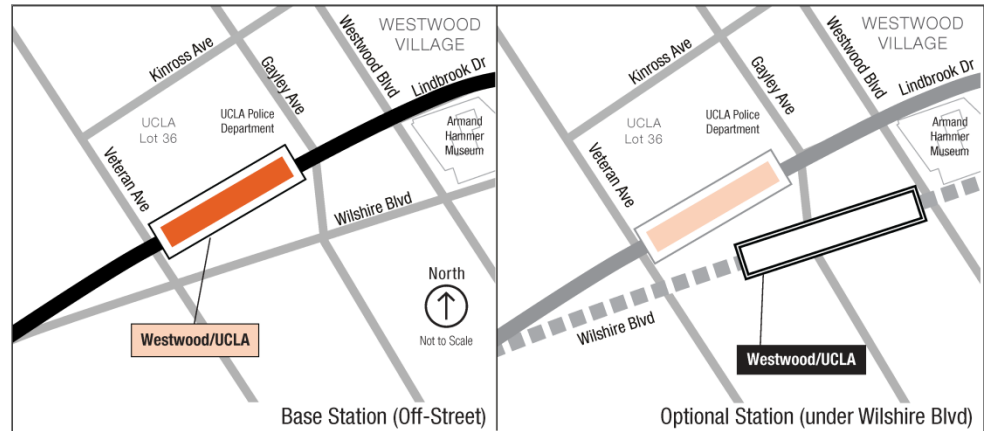 WESTWOOD
VILLAGE
Kinross Ave
Gayley Ave
Westwood Blvd
Lindbrook Dr
UCLA
Lot 36
UCLA Police
Department
Armand
Hammer
Museum
Veteran Ave
Wilshire Blvd
North
Not to Scale
Westwood/UCLA
Base Station (Off-Street)
WESTWOOD
VILLAGE
Kinross Ave
Gayley Ave
Westwood Blvd
Lindbrook Dr
UCLA
Lot 36
UCLA Police
Department
Armand
Hammer
Museum
Veteran Ave
Wilshire Blvd
Westwood/UCLA
Optional Station (under Wilshire Blvd)